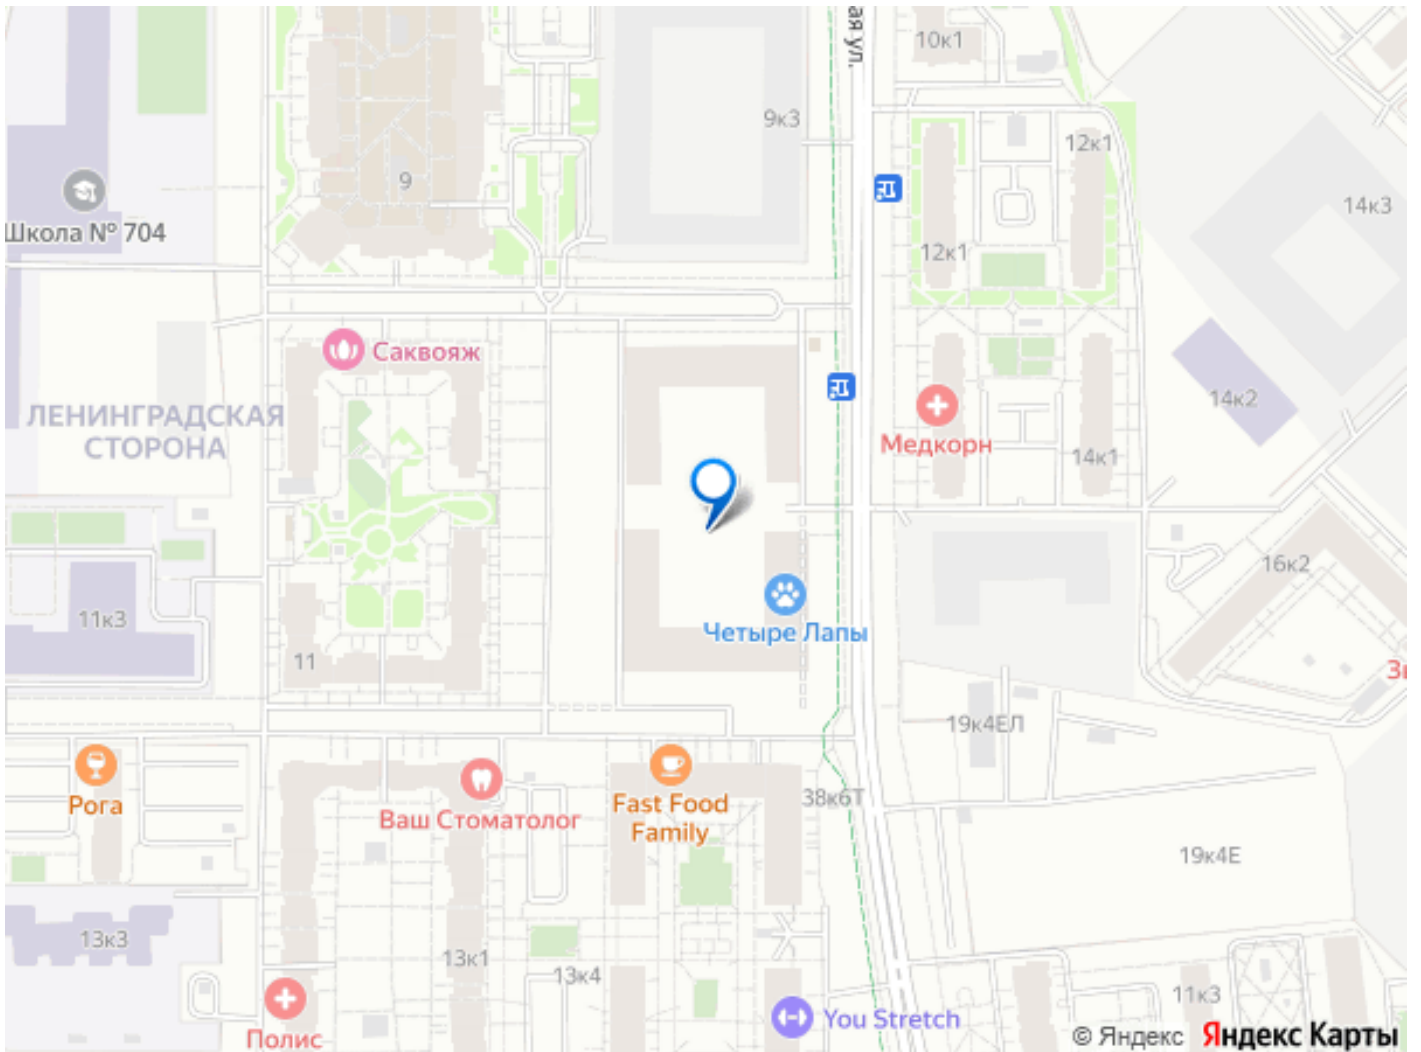 ая ул.
10к1
9к3
12к1
9
Школа № 704
14к3
12к1
Саквояж
ЛЕНИНГРАДСКАЯ
СТОРОНА
14к2
Медкорн
14к1
16к2
11к3
Четыре Лапы
11
Зв
19к4ЕЛ
Рога
Ваш Стоматолог
Fast Food
Family
38к6Т
19к4Е
13к3
13к1
13к4
11к3
You Stretch
Полис
© Яндекс Яндекс Карты